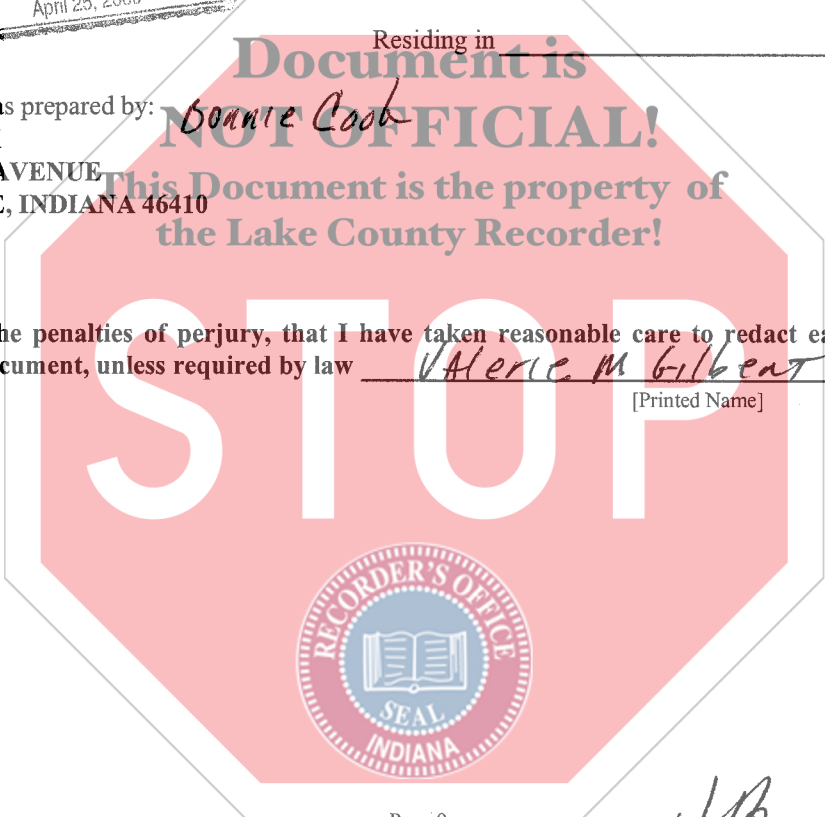 April 25,
Residing in
Document is
as prepared by: Bonnie Cook
NOT OFFICIAL!
AVENUE
This Document is the property of
E, INDIANA 46410
the Lake County Recorder!
he penalties of perjury, that I have taken reasonable care to redact ea
cument, unless required by law VAlerie M Gilbert
[Printed Name]
STOP
RECORDER'S OFFICE
SEAL
INDIANA